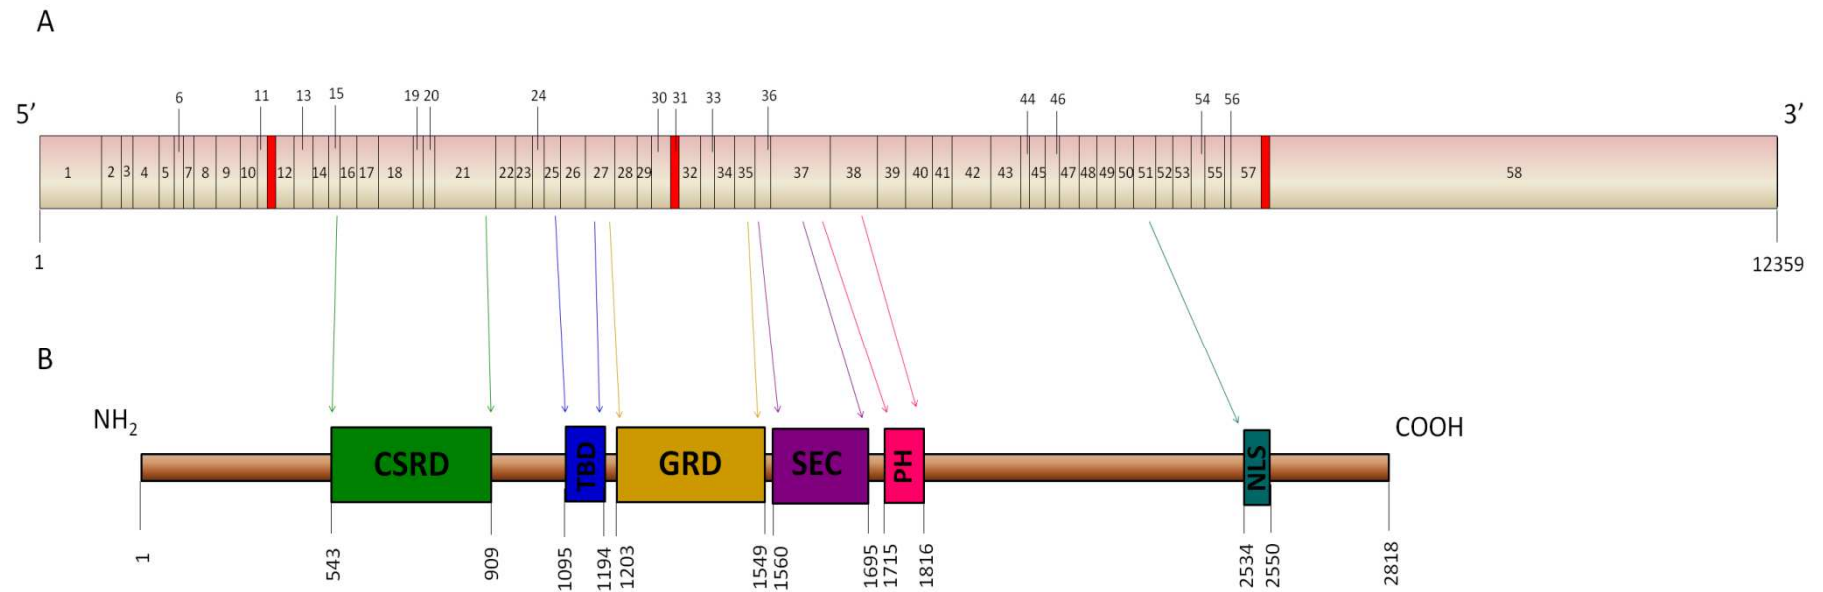 A
6 11 13 15 19 20 24 30 31 33 36 44 46 54 56
5’ 3’
1 2 3 4 5 7 8 9 10 12 14 16 17 18 21 22 23 25 26 27 28 29 32 34 35 37 38 39 40 41 42 43 45 47 48 49 50 51 52 53 55 57 58
1 12359
B
NH2 COOH
CSRD TBD GRD SEC PH NLS
1 543 909 1095 1194 1203 1549 1560 1695 1715 1816 2534 2550 2818